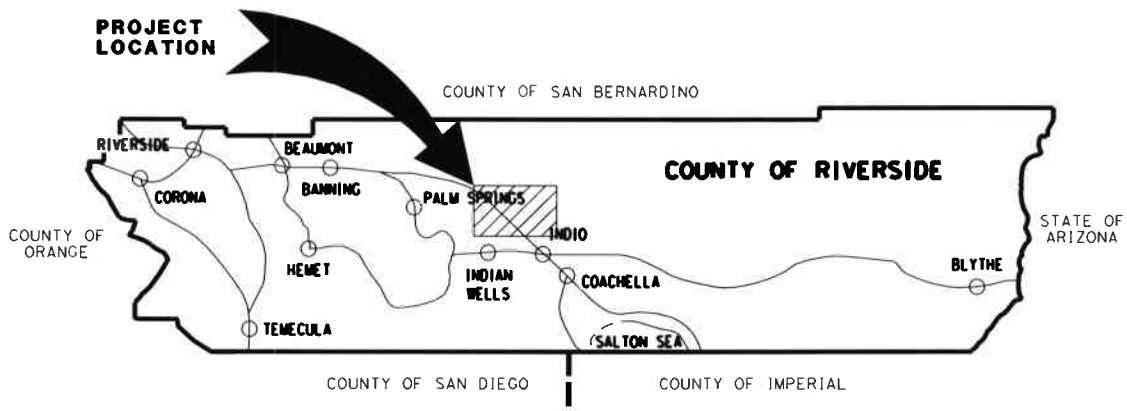 PROJECT
LOCATION
COUNTY OF SAN BERNARDINO
RIVERSIDE
BEAUMONT
COUNTY OF RIVERSIDE
CORONA
BANNING
PALM SPRINGS
STATE OF
ARIZONA
COUNTY OF
ORANGE
INDIO
HEMET
INDIAN
WELLS
COACHELLA
BLYTHE
TEMECULA
SALTON SEA
COUNTY OF SAN DIEGO
COUNTY OF IMPERIAL